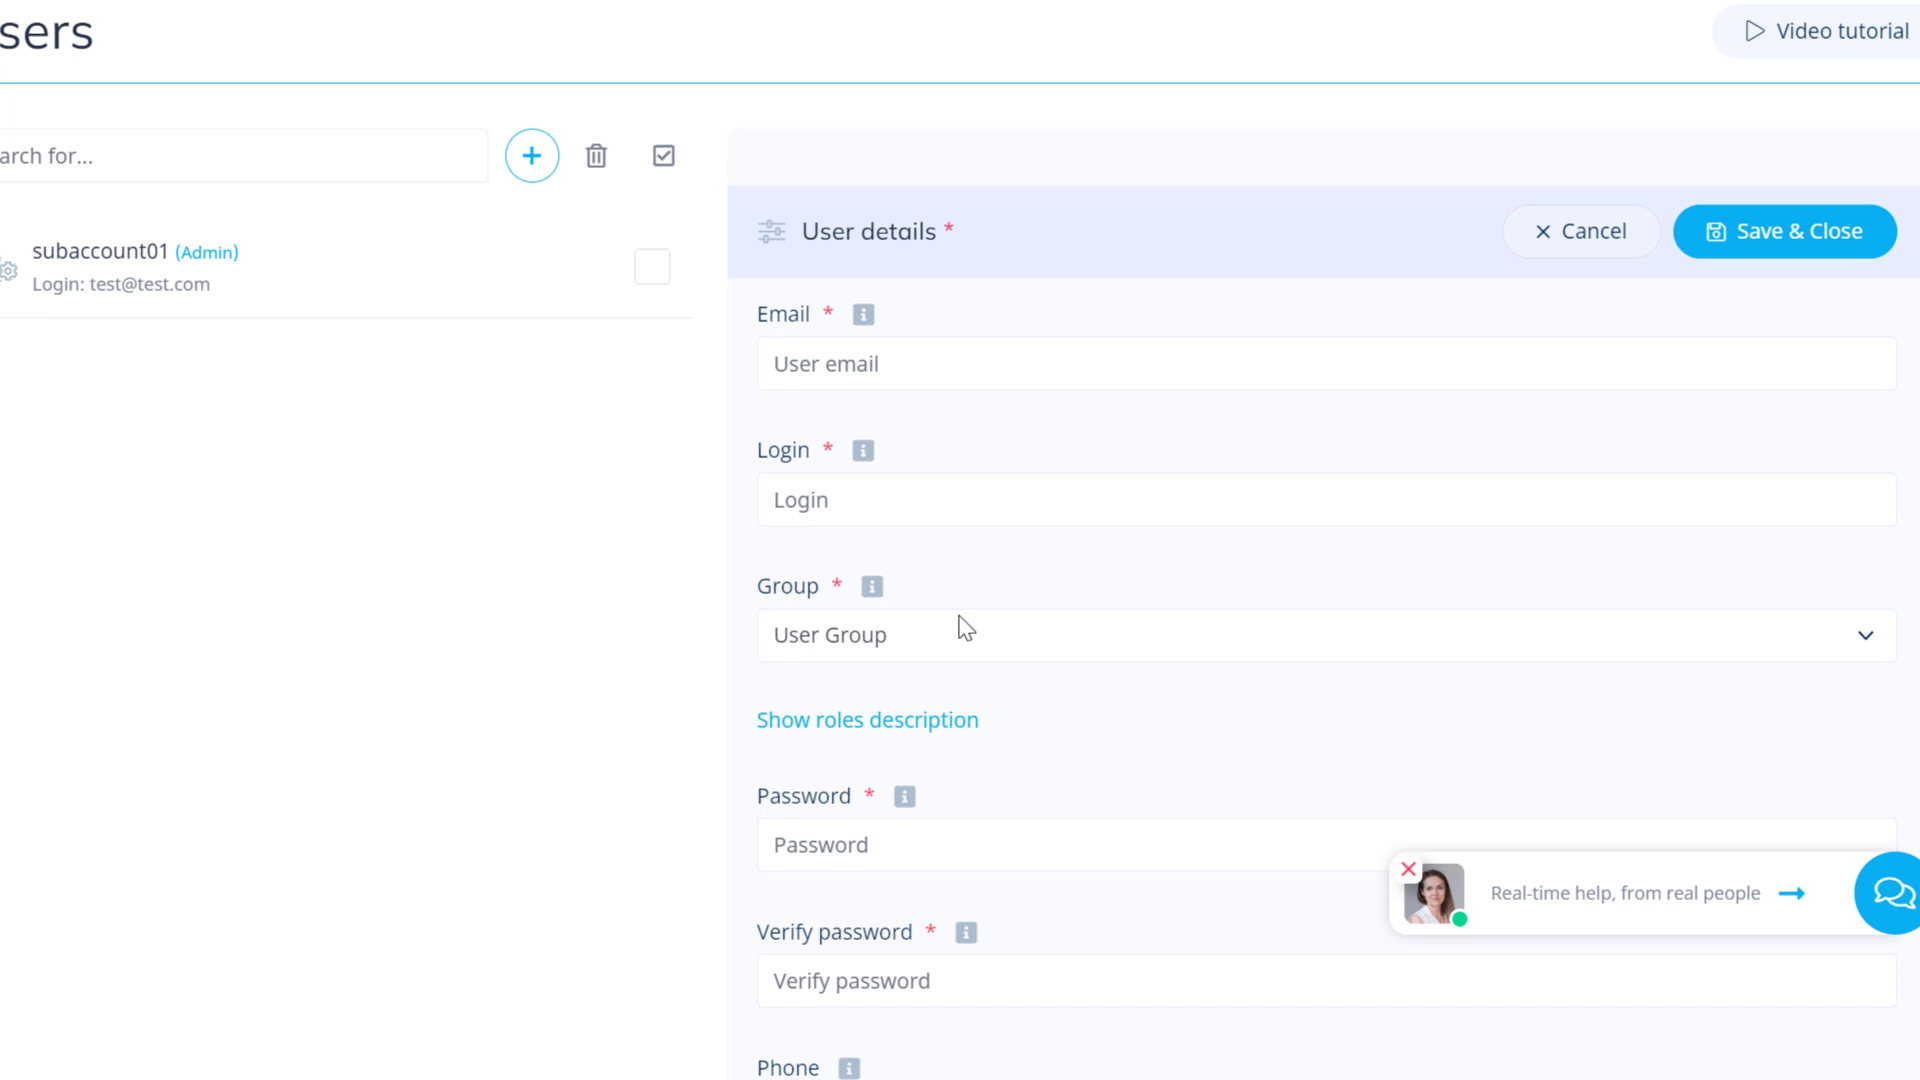 sers
Video tutorial
arch for...
subaccount01 (Admin)
Login: test@test.com
User details *
Cancel
Save & Close
Email *
User email
Login *
Login
Group *
User Group
Show roles description
Password *
Password
Real-time help, from real people
Verify password *
Verify password
Phone